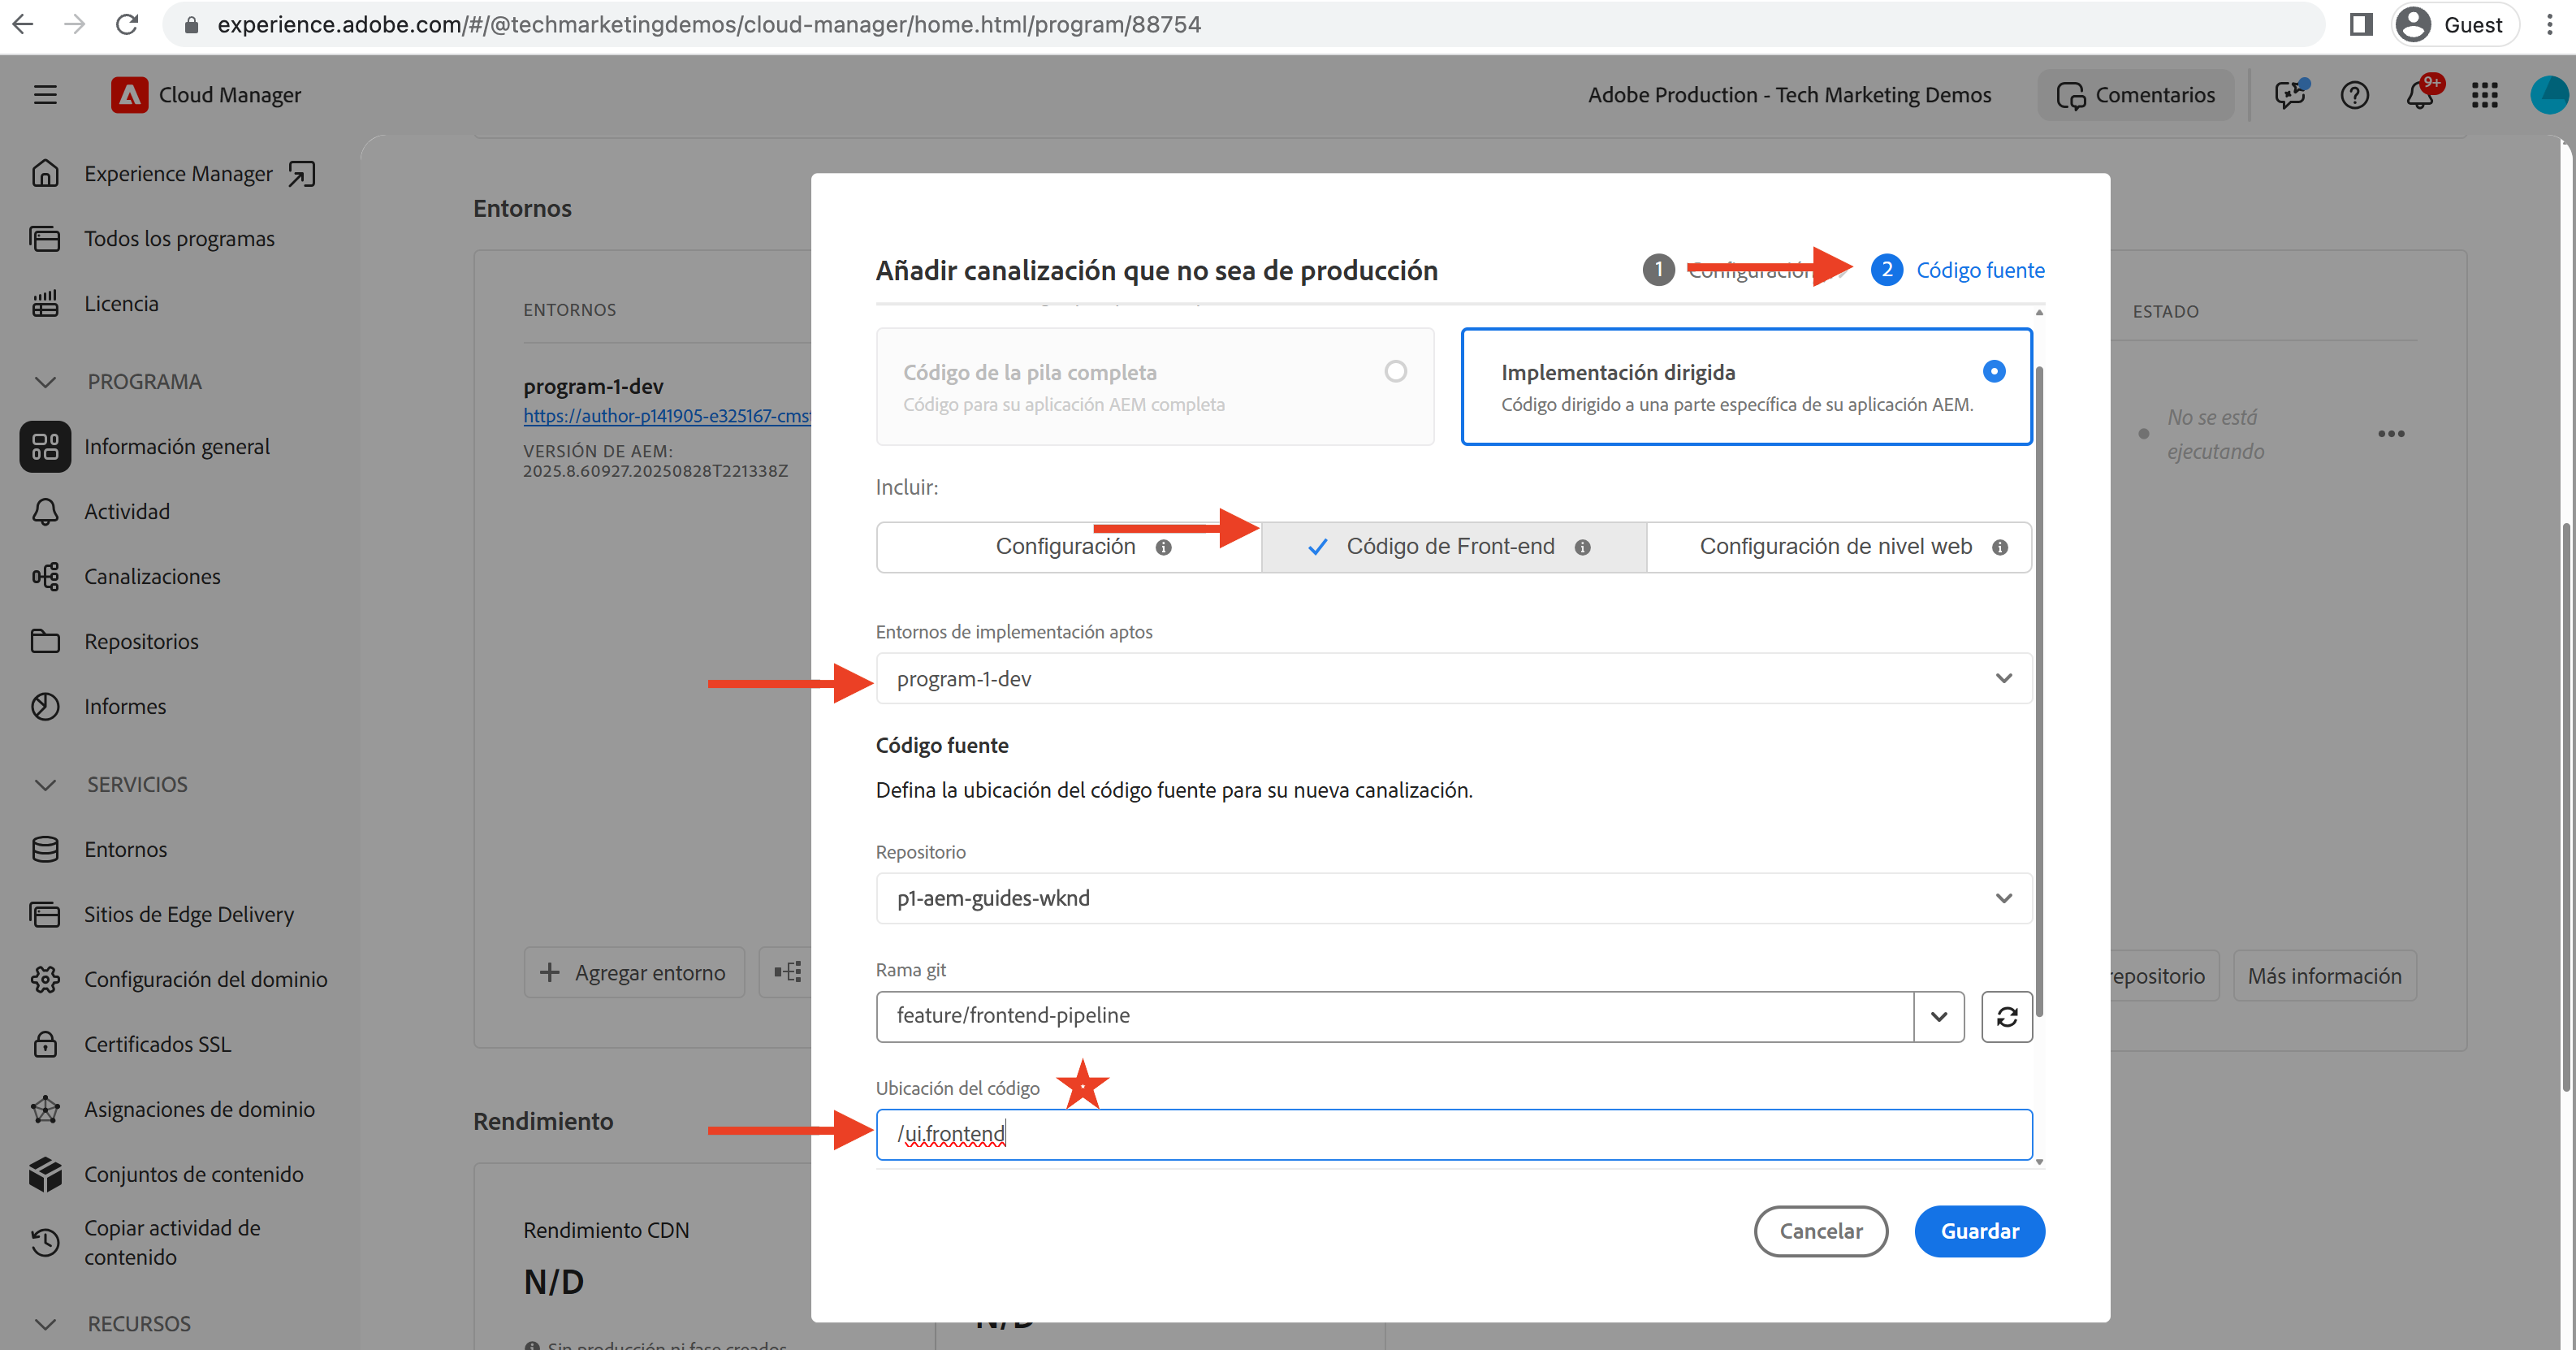 experience.adobe.com/#/@techmarketingdemos/cloud-manager/home.html/program/88754
Guest
Cloud Manager
Adobe Production - Tech Marketing Demos
Comentarios
9+
Experience Manager
Todos los programas
Licencia
PROGRAMA
Información general
Actividad
Canalizaciones
Repositorios
Informes
SERVICIOS
Entornos
Sitios de Edge Delivery
Configuración del dominio
Certificados SSL
Asignaciones de dominio
Conjuntos de contenido
Copiar actividad de
contenido
RECURSOS
Entornos
ENTORNOS
program-1-dev
https://author-p141905-e325167-cms
VERSIÓN DE AEM:
2025.8.60927.20250828T221338Z
Agregar entorno
Rendimiento
Rendimiento CDN
N/D
Sin producción ni fase creados
N/D
Añadir canalización que no sea de producción
1 Configuración
2 Código fuente
Código de la pila completa
Código para su aplicación AEM completa
Implementación dirigida
Código dirigido a una parte específica de su aplicación AEM.
Incluir:
Configuración
Código de Front-end
Configuración de nivel web
Entornos de implementación aptos
program-1-dev
Código fuente
Defina la ubicación del código fuente para su nueva canalización.
Repositorio
p1-aem-guides-wknd
Rama git
feature/frontend-pipeline
Ubicación del código
/ui.frontend
Cancelar
Guardar
ESTADO
No se está
ejecutando
repositorio
Más información